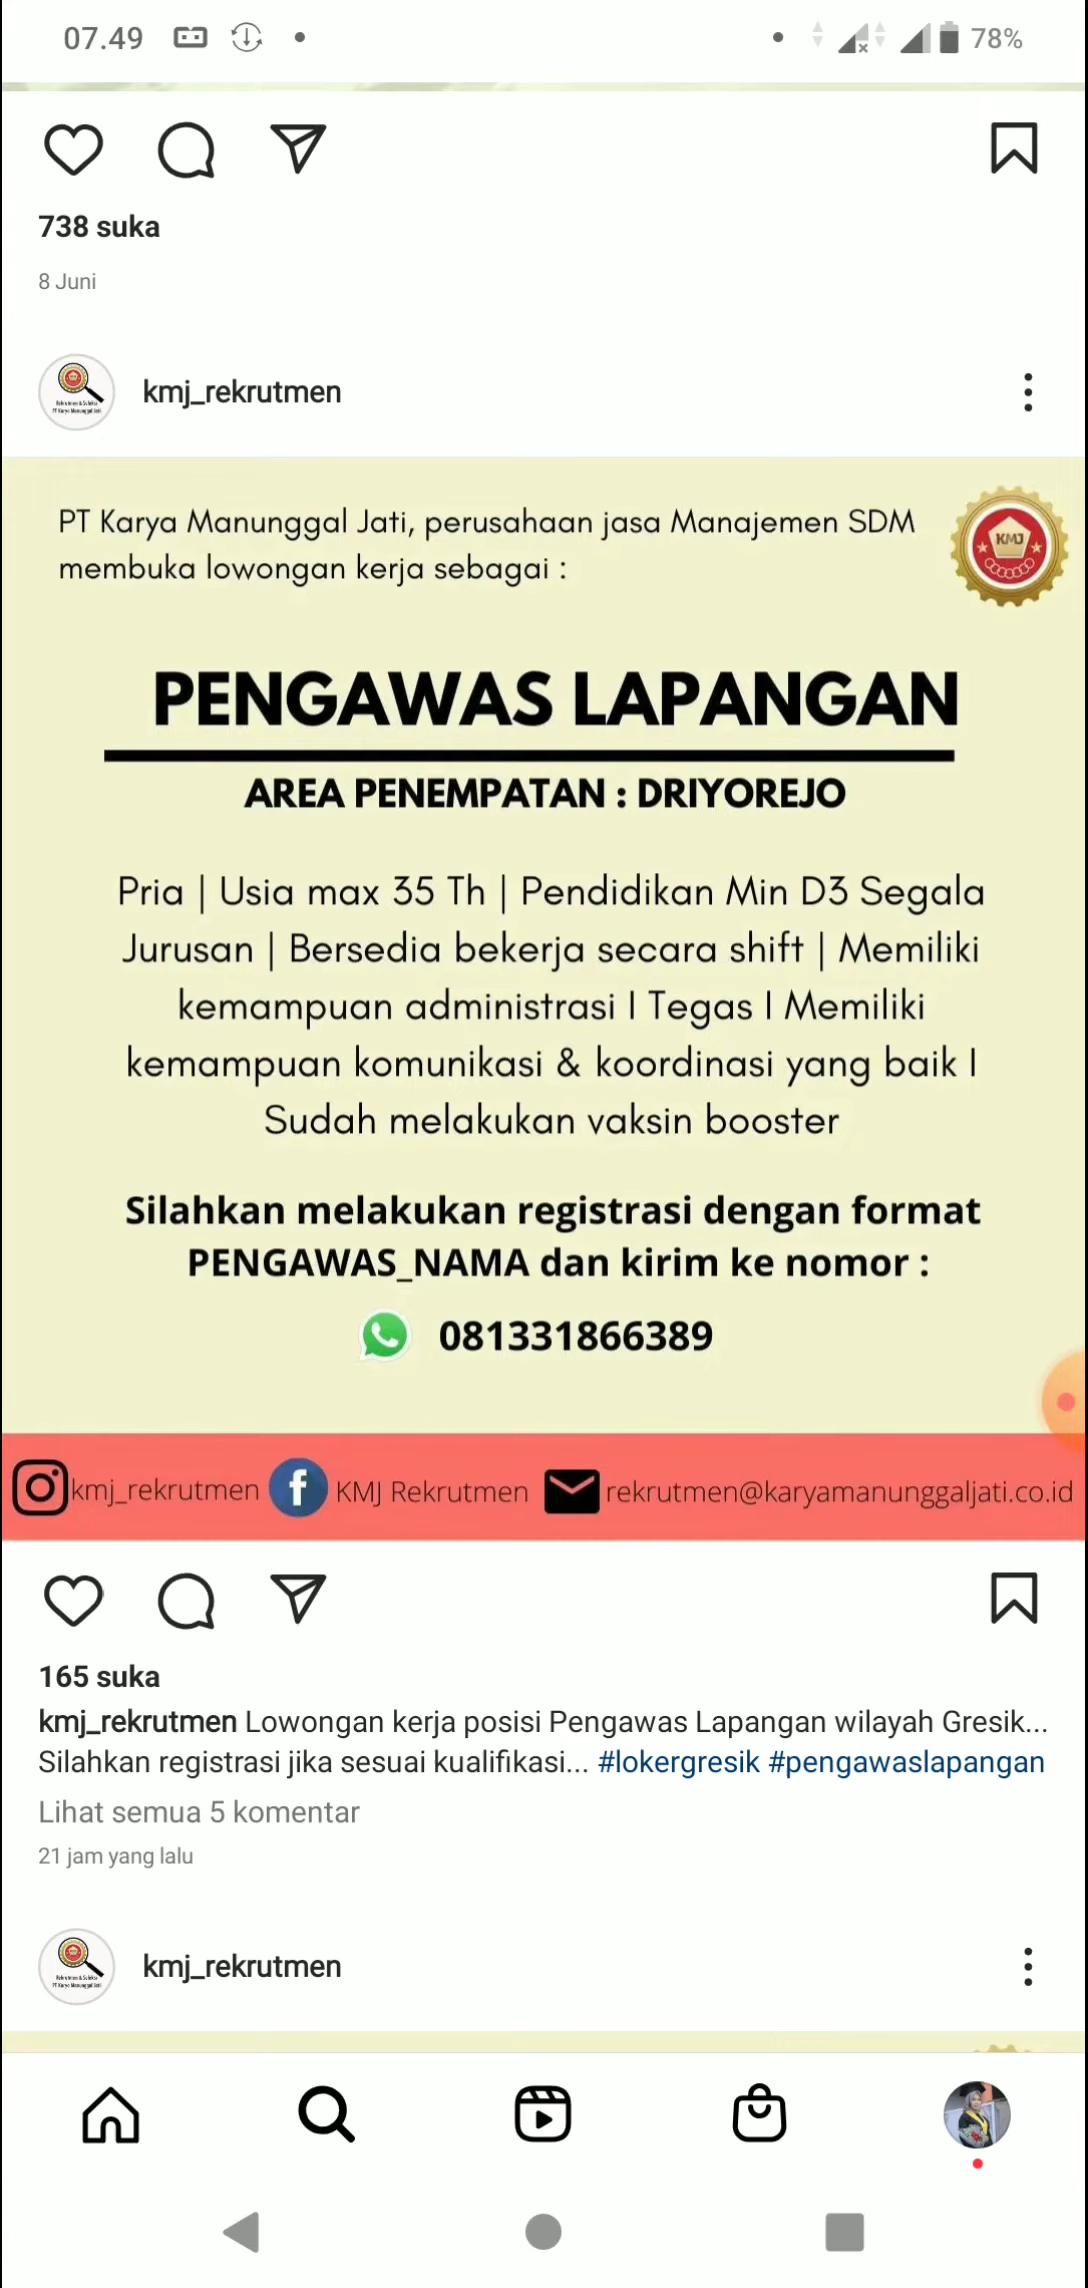 07.49
78%
738 suka
8 Juni
kmj_rekrutmen
PT Karya Manunggal Jati, perusahaan jasa Manajemen SDM
membuka lowongan kerja sebagai :
KMJ
PENGAWAS LAPANGAN
AREA PENEMPATAN : DRIYOREJO
Pria | Usia max 35 Th | Pendidikan Min D3 Segala
Jurusan | Bersedia bekerja secara shift | Memiliki
kemampuan administrasi I Tegas I Memiliki
kemampuan komunikasi & koordinasi yang baik I
Sudah melakukan vaksin booster
Silahkan melakukan registrasi dengan format
PENGAWAS_NAMA dan kirim ke nomor :
081331866389
kmj_rekrutmen KMJ Rekrutmen rekrutmen@karyamanunggaljati.co.id
165 suka
kmj_rekrutmen Lowongan kerja posisi Pengawas Lapangan wilayah Gresik...
Silahkan registrasi jika sesuai kualifikasi... #lokergresik #pengawaslapangan
Lihat semua 5 komentar
21 jam yang lalu
kmj_rekrutmen